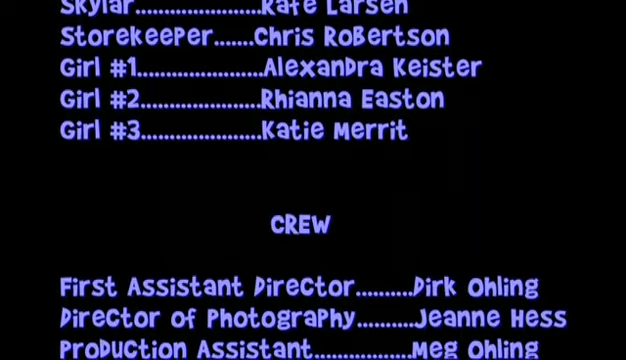 Skylar.....................Rafe Larsen
Storekeeper.......Chris Robertson
Girl #1......................Alexandra Keister
Girl #2.....................Rhianna Easton
Girl #3.....................Katie Merrit
CREW
First Assistant Director..........Dirk Ohling
Director of Photography..........Jeanne Hess
Production Assistant.................Meg Ohling